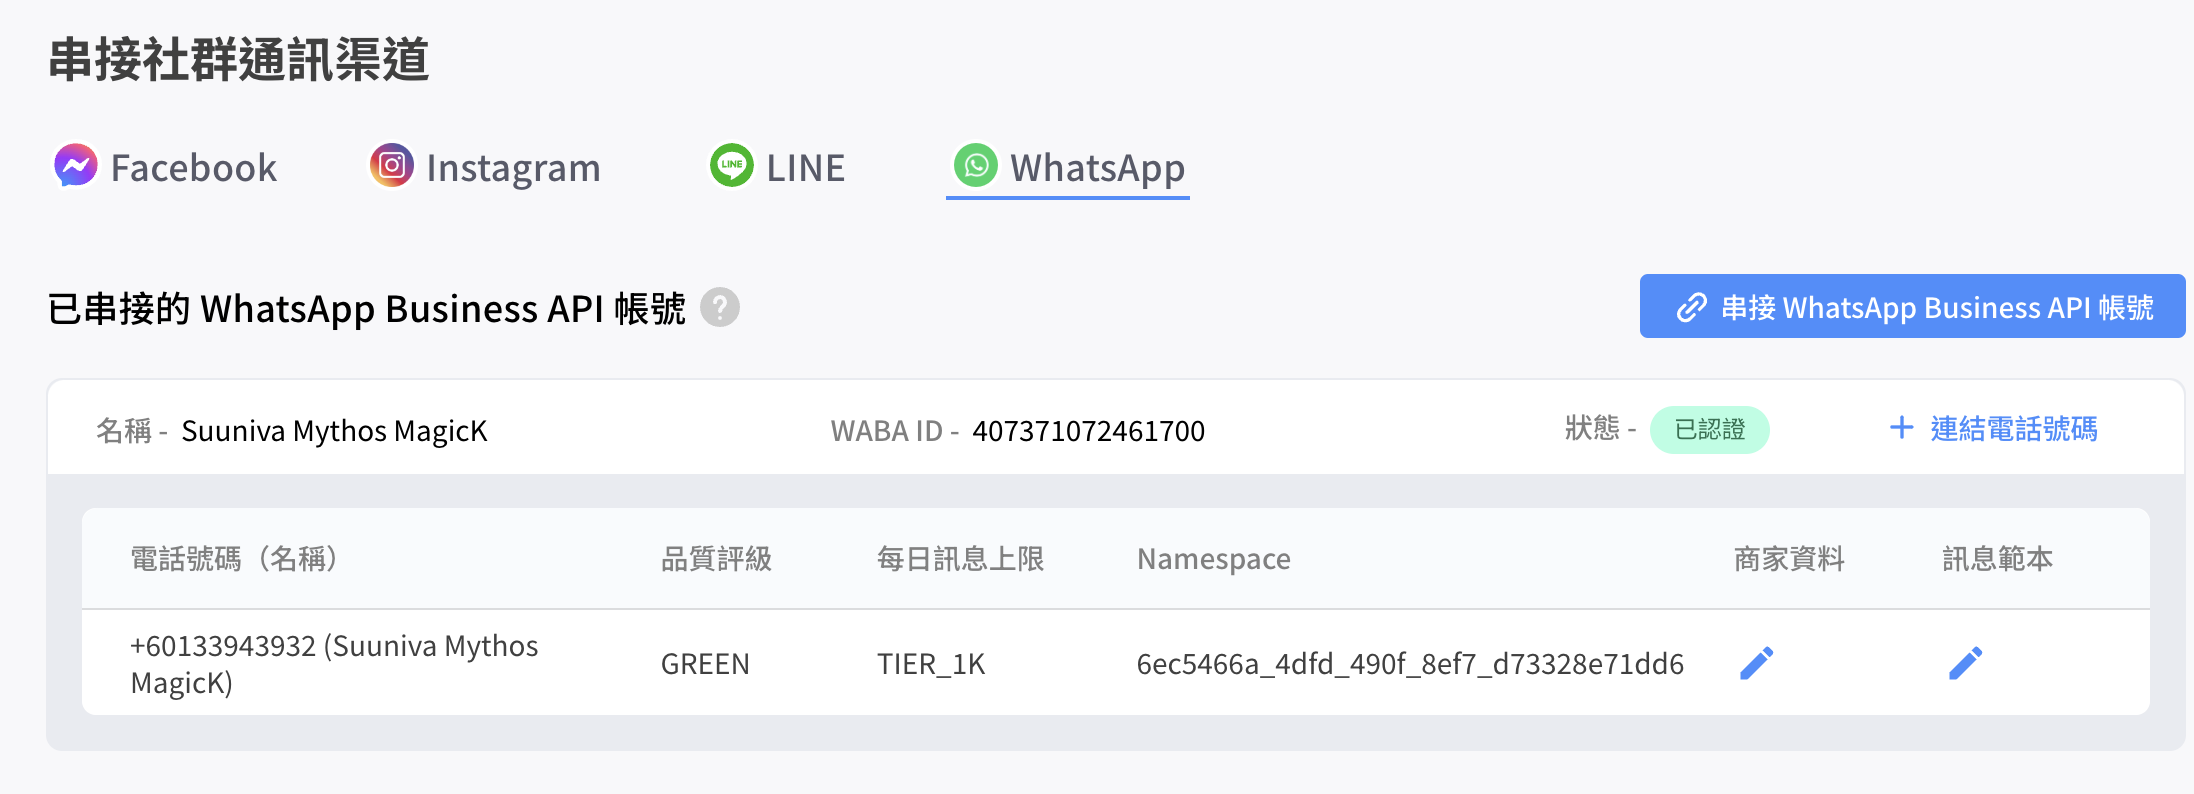 串接社群通訊渠道
Facebook
Instagram
LINE
LINE
WhatsApp
已串接的 WhatsApp Business API 帳號 ?
串接 WhatsApp Business API 帳號
名稱 - Suuniva Mythos MagicK
WABA ID - 407371072461700
狀態 - 已認證
+ 連結電話號碼
電話號碼（名稱）
品質評級
每日訊息上限
Namespace
商家資料
訊息範本
+60133943932 (Suuniva Mythos
MagicK)
GREEN
TIER_1K
6ec5466a_4dfd_490f_8ef7_d73328e71dd6